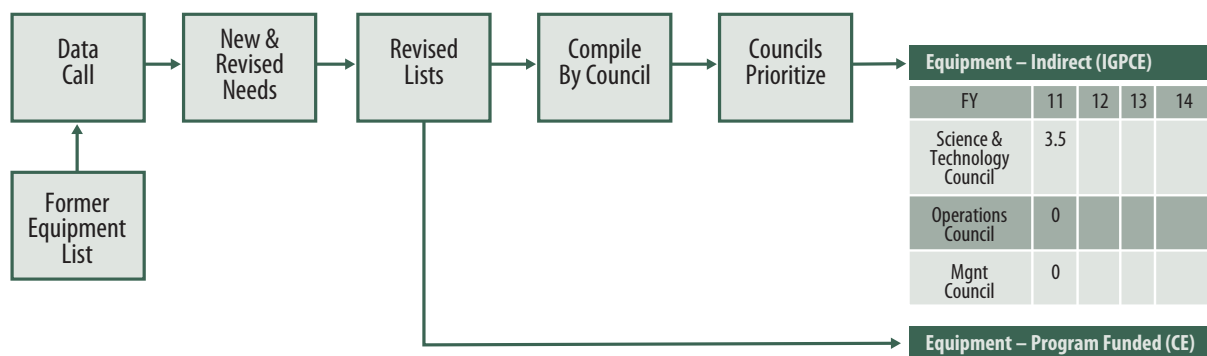 Data
Call
New &
Revised
Needs
Revised
Lists
Compile
By Council
Councils
Prioritize
Former
Equipment
List
Equipment – Indirect (IGPCE)
FY 11 12 13 14
Science & 3.5
Technology
Council
Operations 0
Council
Mgnt 0
Council
Equipment – Program Funded (CE)